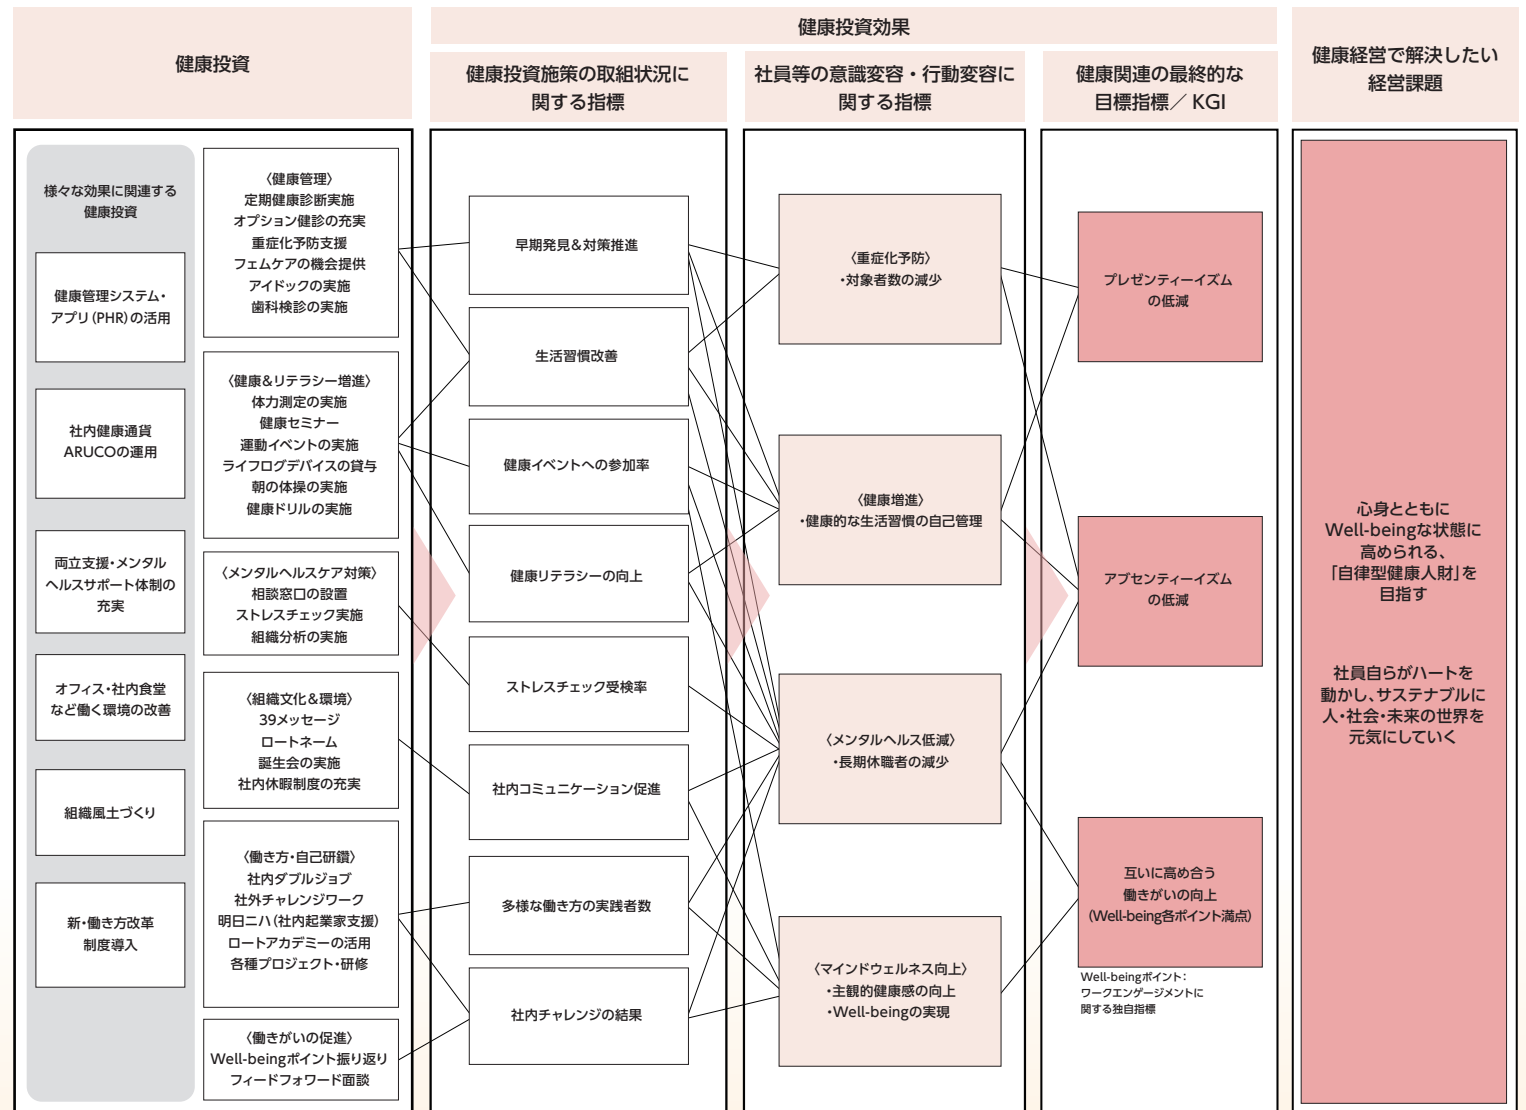 健康投資
健康投資効果
健康投資施策の取組状況に
関する指標
社員等の意識変容・行動変容に
関する指標
健康関連の最終的な
目標指標／KGI
健康経営で解決したい
経営課題
様々な効果に関連する
健康投資
健康管理システム・
アプリ（PHR）の活用
社内健康通貨
ARUCOの運用
両立支援・メンタル
ヘルスサポート体制の
充実
オフィス・社内食堂
など働く環境の改善
組織風土づくり
新・働き方改革
制度導入
〈健康管理〉
定期健康診断実施
オプション健診の充実
重症化予防支援
フェムケアの機会提供
アイドックの実施
歯科検診の実施
〈健康＆リテラシー増進〉
体力測定の実施
健康セミナー
運動イベントの実施
ライフログデバイスの貸与
朝の体操の実施
健康ドリルの実施
〈メンタルヘルスケア対策〉
相談窓口の設置
ストレスチェック実施
組織分析の実施
〈組織文化＆環境〉
39メッセージ
ロートネーム
誕生会の実施
社内休暇制度の充実
〈働き方・自己研鑽〉
社内ダブルジョブ
社外チャレンジワーク
明日ニハ（社内起業家支援）
ロートアカデミーの活用
各種プロジェクト・研修
〈働きがいの促進〉
Well-beingポイント振り返り
フィードフォワード面談
早期発見＆対策推進
生活習慣改善
健康イベントへの参加率
健康リテラシーの向上
ストレスチェック受検率
社内コミュニケーション促進
多様な働き方の実践者数
社内チャレンジの結果
〈重症化予防〉
・対象者数の減少
〈健康増進〉
・健康的な生活習慣の自己管理
〈メンタルヘルス低減〉
・長期休職者の減少
〈マインドウェルネス向上〉
・主観的健康感の向上
・Well-beingの実現
プレゼンティーイズム
の低減
アブセンティーイズム
の低減
互いに高め合う
働きがいの向上
（Well-being各ポイント満点）
Well-beingポイント：
ワークエンゲージメントに
関する独自指標
心身とともに
Well-beingな状態に
高められる、
「自律型健康人財」を
目指す
社員自らがハートを
動かし、サステナブルに
人・社会・未来の世界を
元気にしていく